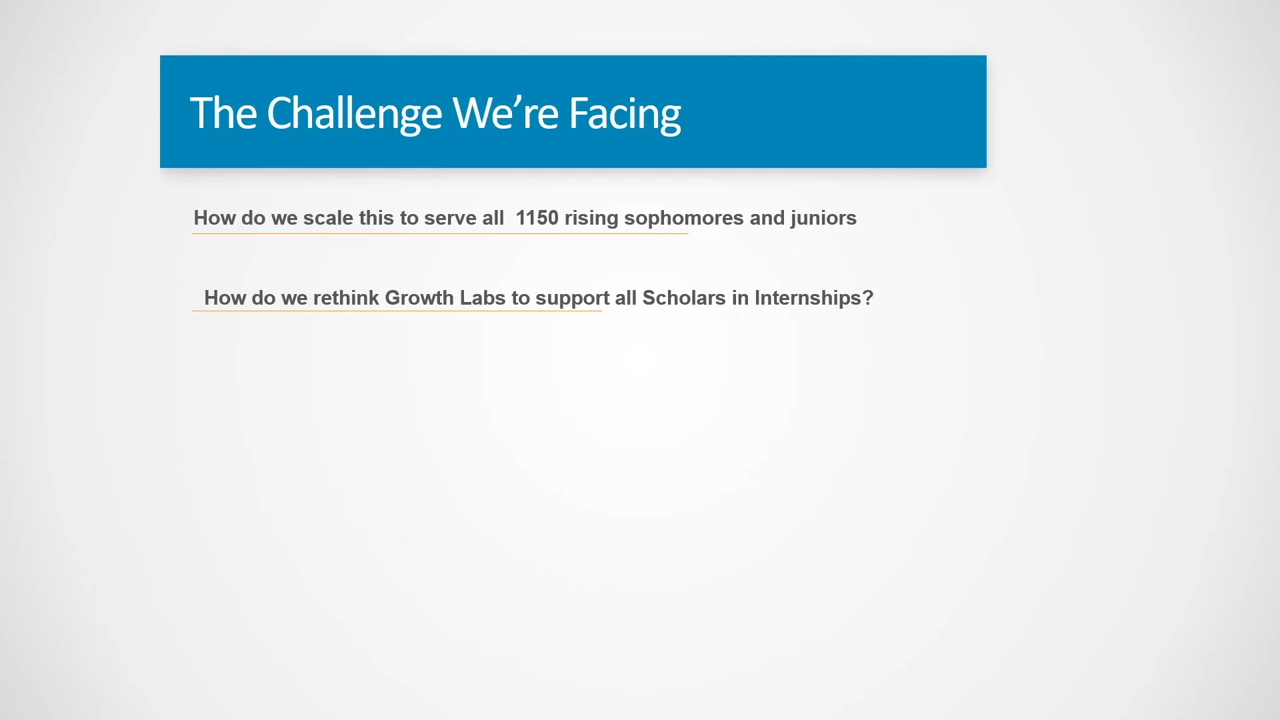 The Challenge We’re Facing
How do we scale this to serve all  1150 rising sophomores and juniors
How do we rethink Growth Labs to support all Scholars in Internships?